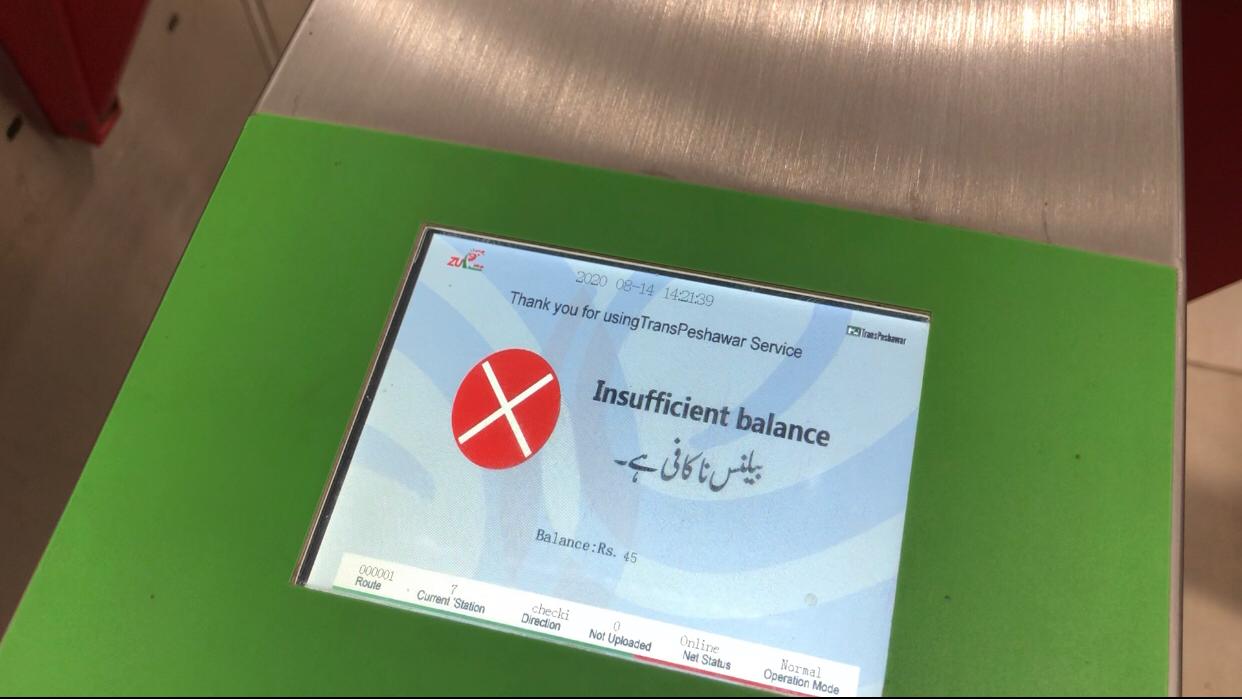 ZU
2020 08-14 14:21:39
Thank you for usingTransPeshawar Service
TransPeshawar
Insufficient balance
بیلنس ناکافی ہے۔
Balance:Rs. 45
000001 7 checki 0 Online Normal
Route Current Station Direction Not Uploaded Net Status Operation Mode